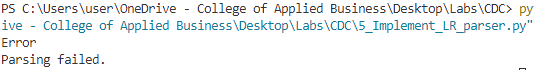 PS C:\Users\user\OneDrive - College of Applied Business\Desktop\Labs\CDC> py
ive - College of Applied Business\Desktop\Labs\CDC\5_Implement_LR_parser.py"
Error
Parsing failed.